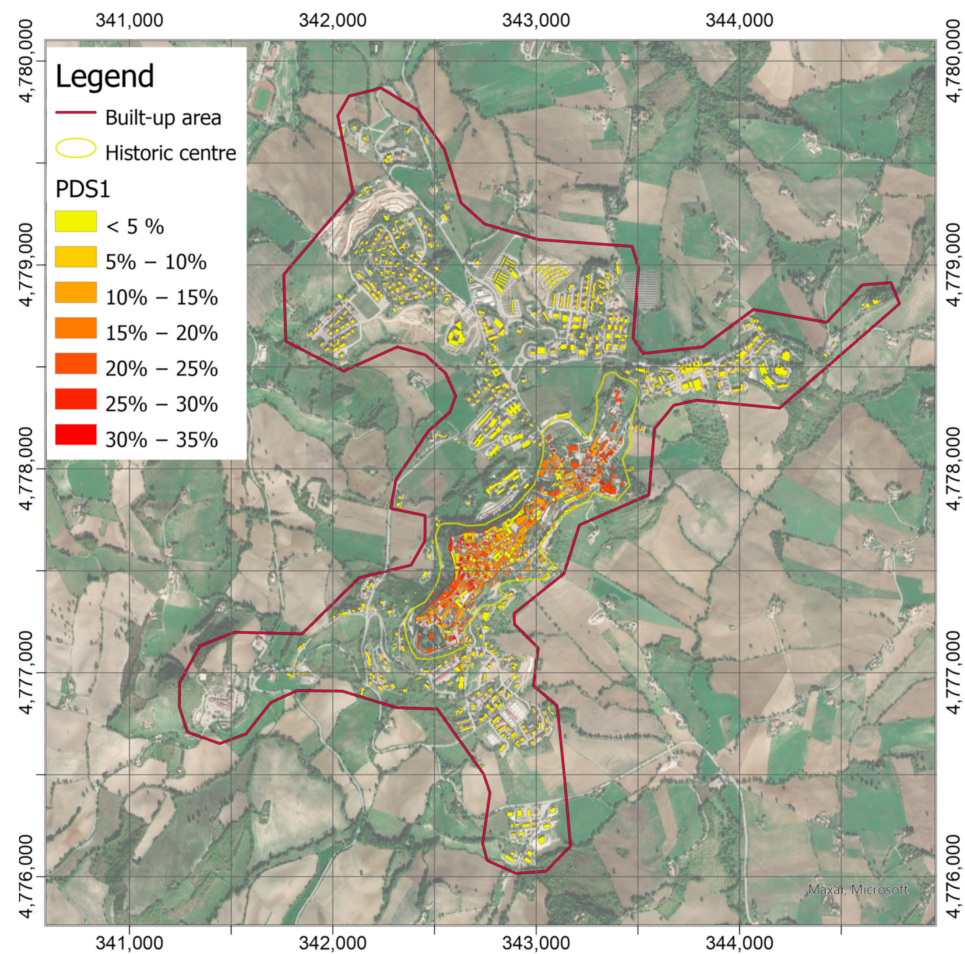 341,000 342,000 343,000 344,000
4,780,000 4,780,000
Legend
Built-up area
Historic centre
PDS1
< 5 %
5% – 10%
10% – 15%
15% – 20%
20% – 25%
25% – 30%
30% – 35%
4,779,000 4,779,000
4,778,000 4,778,000
4,777,000 4,777,000
4,776,000 4,776,000
Maxar, Microsoft
341,000 342,000 343,000 344,000